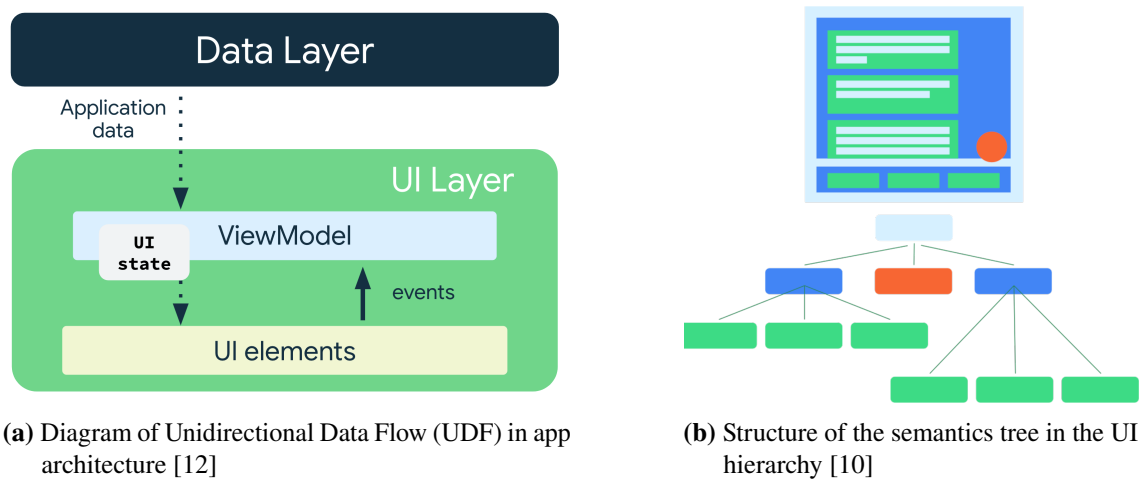 Data Layer
Application
data
UI Layer
ViewModel
UI
state
events
UI elements
(a) Diagram of Unidirectional Data Flow (UDF) in app
architecture [12]
(b) Structure of the semantics tree in the UI
hierarchy [10]